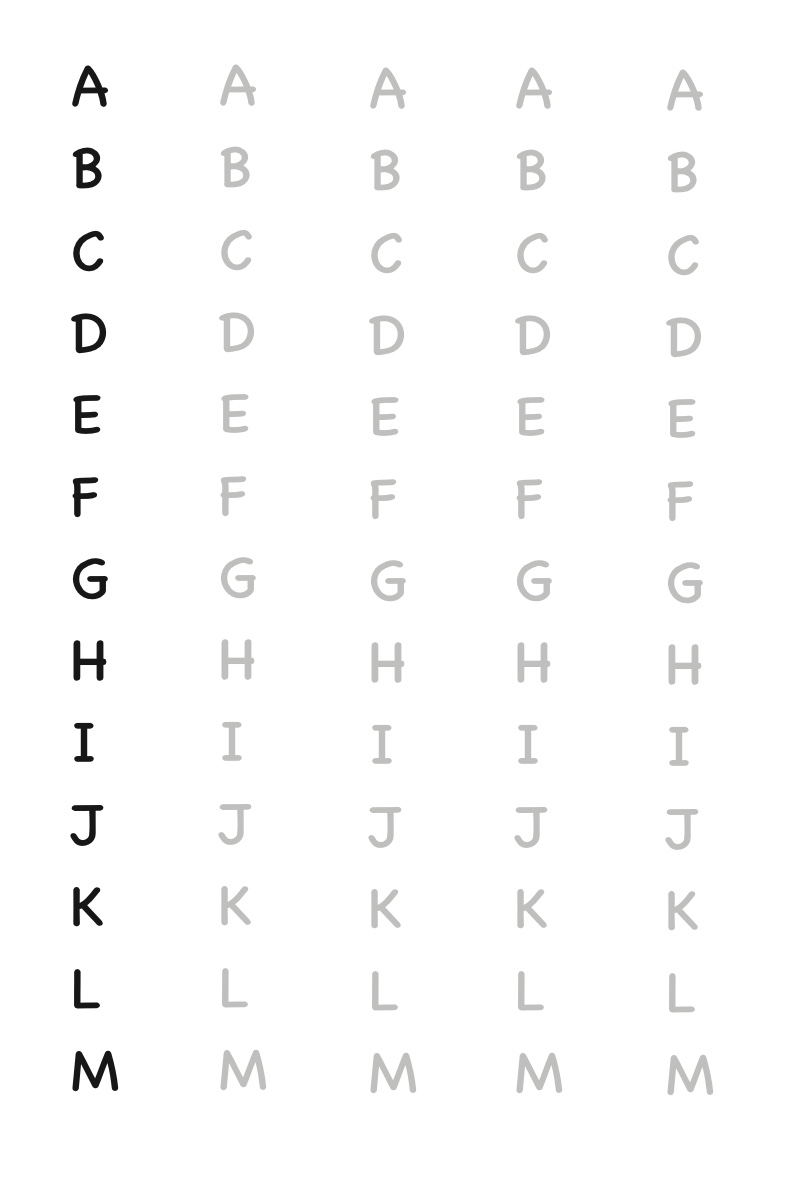 A A A A A
B B B B B
C C C C C
D D D D D
E E E E E
F F F F F
G G G G G
H H H H H
I I I I I
J J J J J
K K K K K
L L L L L
M M M M M